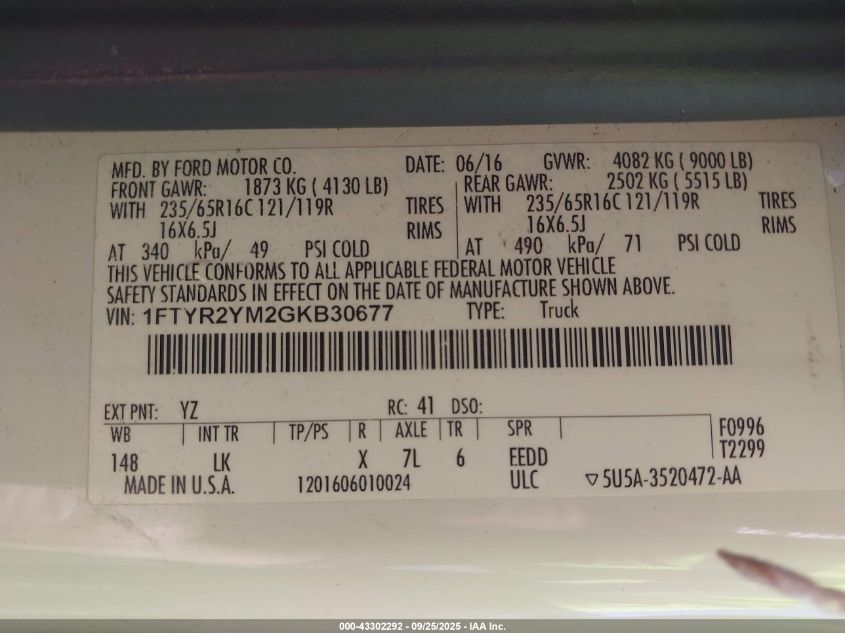 MFD. BY FORD MOTOR CO. DATE: 06/16 GVWR: 4082 KG ( 9000 LB)
FRONT GAWR: 1873 KG ( 4130 LB) REAR GAWR: 2502 KG ( 5515 LB)
WITH 235/65R16C 121/119R TIRES WITH 235/65R16C 121/119R TIRES
16X6.5J RIMS 16X6.5J RIMS
AT 340 kPa/ 49 PSI COLD AT 490 kPa/ 71 PSI COLD
THIS VEHICLE CONFORMS TO ALL APPLICABLE FEDERAL MOTOR VEHICLE
SAFETY STANDARDS IN EFFECT ON THE DATE OF MANUFACTURE SHOWN ABOVE.
VIN: 1FTYR2YM2GKB30677 TYPE: Truck
EXT PNT: YZ RC: 41 DSO:
WB INT TR TP/PS R AXLE TR SPR F0996
148 LK X 7L 6 EEDD T2299
MADE IN U.S.A. 1201606010024 ULC ▽5U5A-3520472-AA
000-43302292 - 09/25/2025 - IAA Inc.